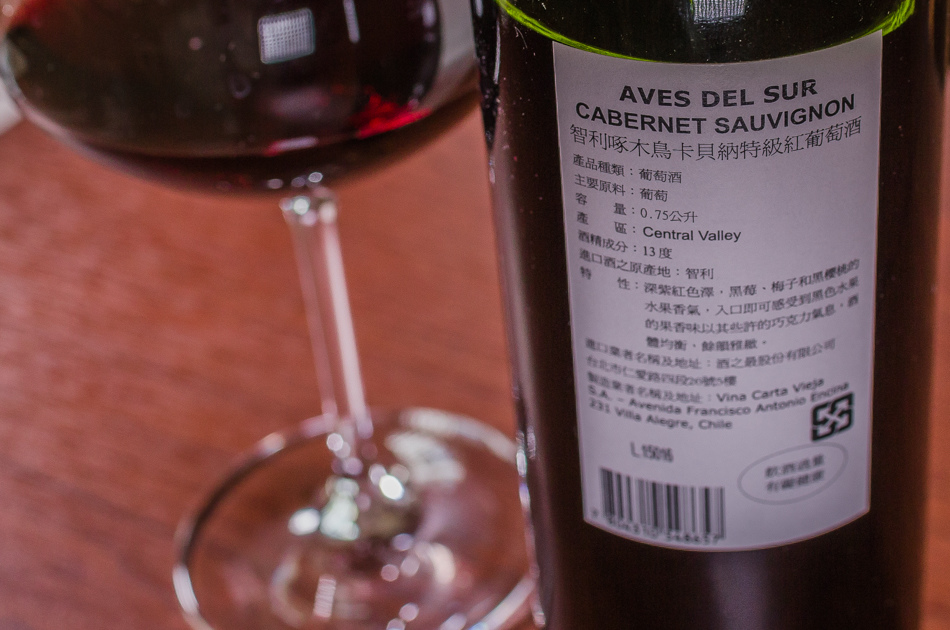 AVES DEL SUR
CABERNET SAUVIGNON
智利啄木鳥卡貝納特級紅葡萄酒
產品種類：葡萄酒
主要原料：葡萄
容　　量：0.75公升
產　　區：Central Valley
酒精成分：13度
進口酒之原產地：智利
特　　性：深紫紅色澤，黑莓、梅子和黑櫻桃的
水果香氣，入口即可感受到黑色水果
的果香味以其些許的巧克力氣息，酒
體均衡，餘韻雅緻。
進口業者名稱及地址：酒之最股份有限公司
台北市仁愛路四段26號5樓
製造業者名稱及地址：Vina Carta Vieja
S.A. – Avenida Francisco Antonio Encina
231 Villa Alegre, Chile
飲酒過量
有礙健康